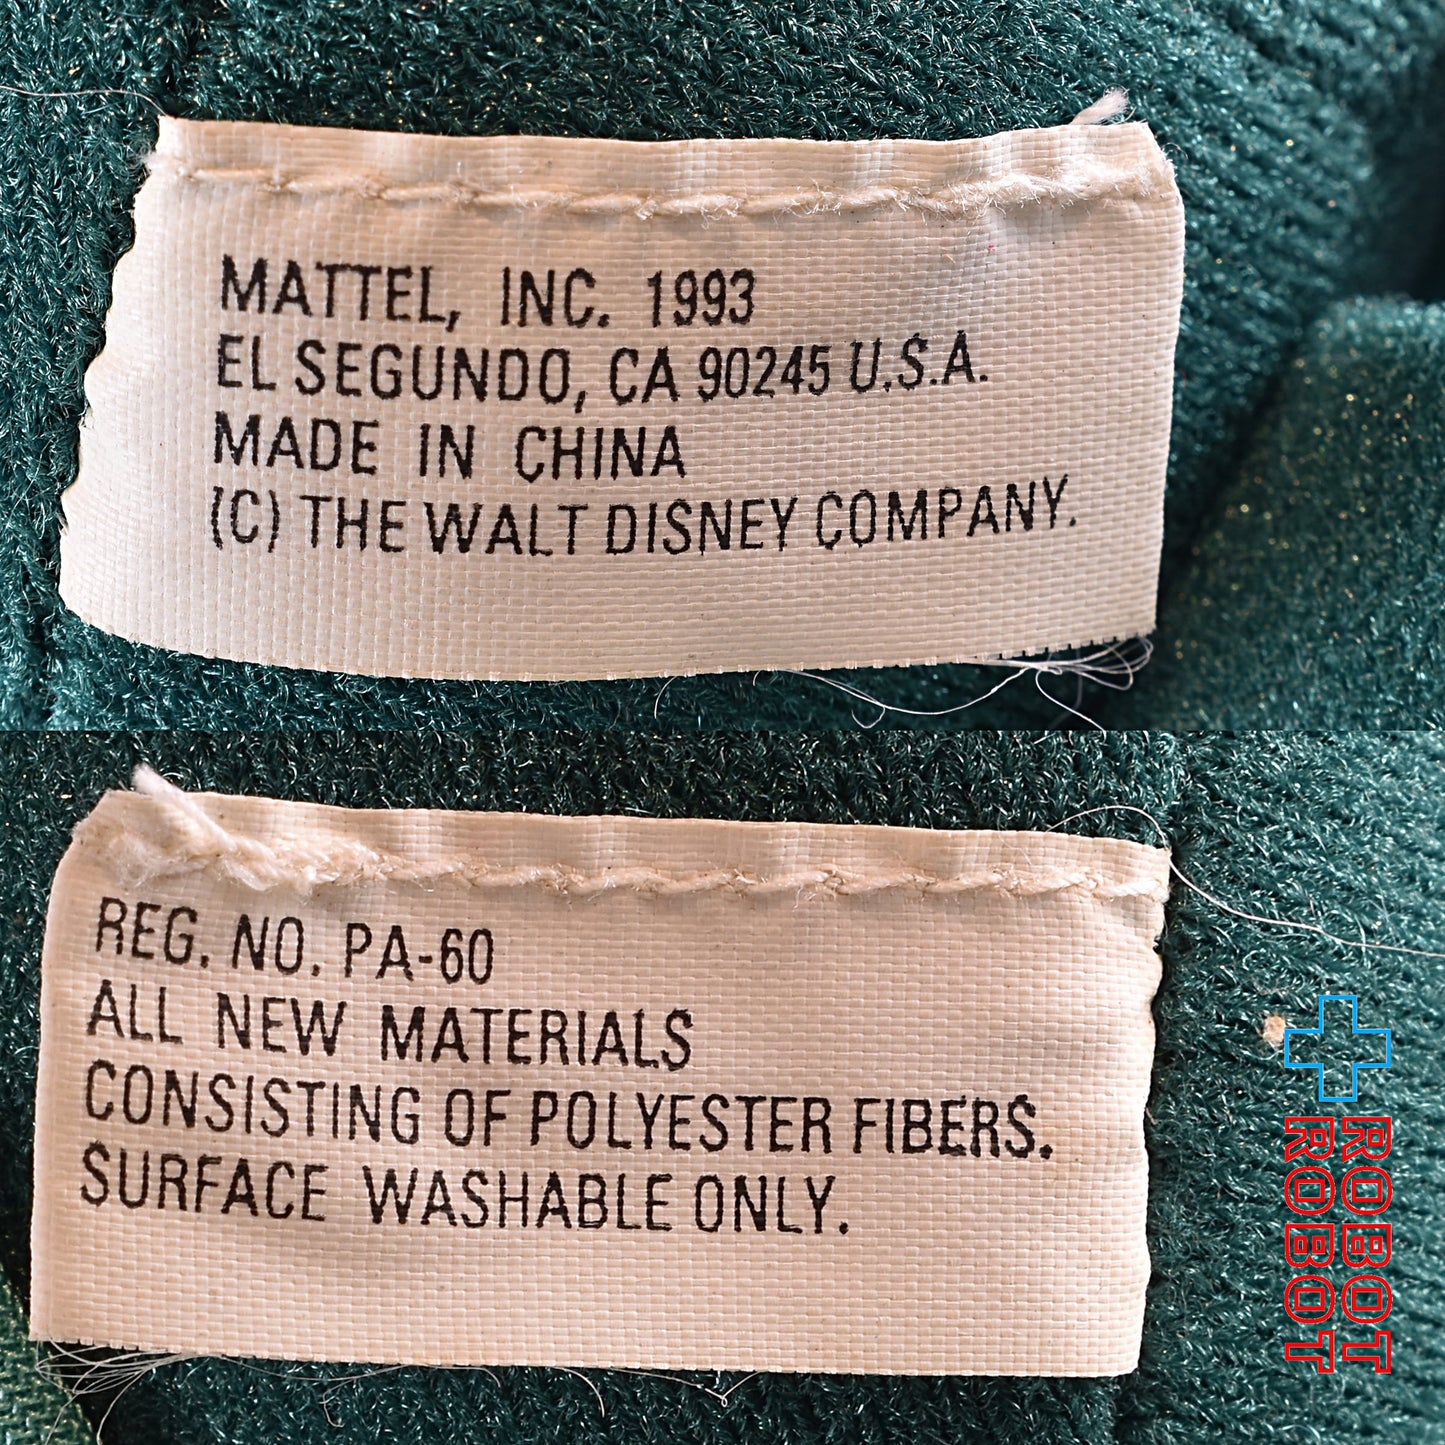 MATTEL, INC. 1993
EL SEGUNDO, CA 90245 U.S.A.
MADE IN CHINA
(C) THE WALT DISNEY COMPANY.
REG. NO. PA-60
ALL NEW MATERIALS
CONSISTING OF POLYESTER FIBERS.
SURFACE WASHABLE ONLY.
ROBOT
ROBOT